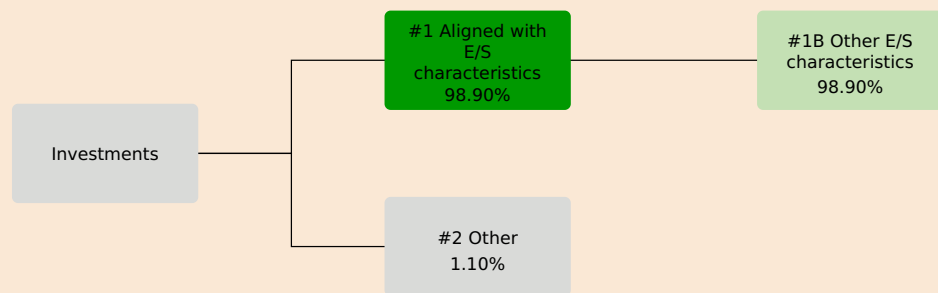 #1 Aligned with
E/S
characteristics
98.90%
#1B Other E/S
characteristics
98.90%
Investments
#2 Other
1.10%